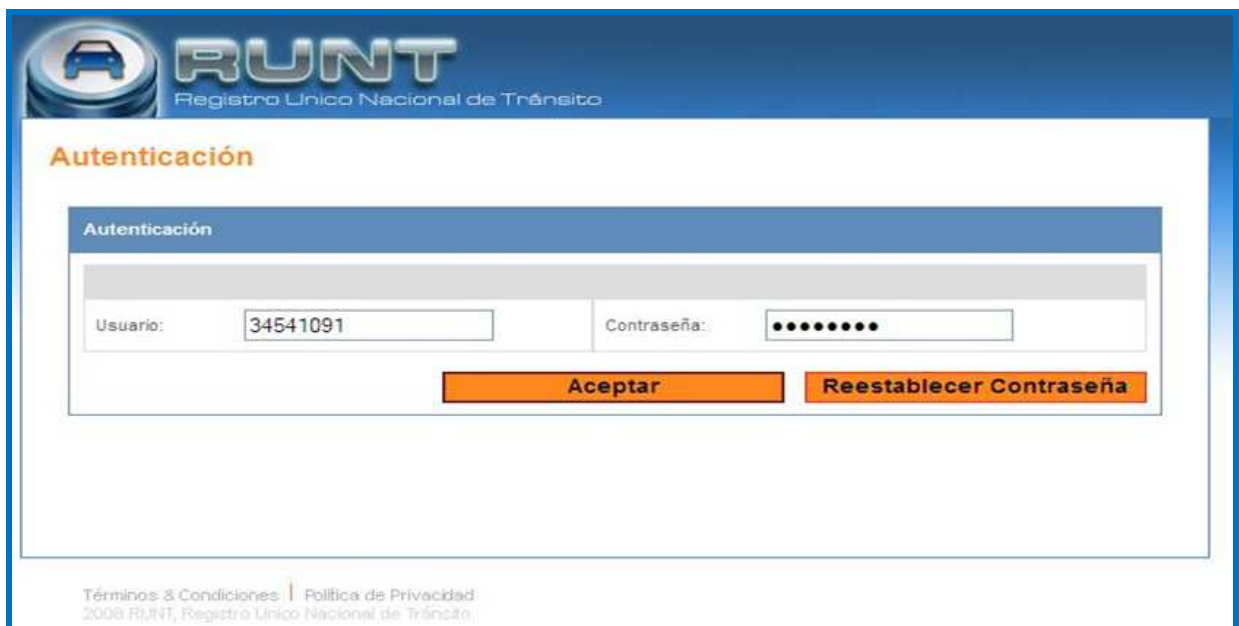 RUNT
Registro Unico Nacional de Tránsito
Autenticación
Autenticación
Usuario: 34541091 Contraseña: ••••••••
Aceptar Reestablecer Contraseña
Términos & Condiciones | Política de Privacidad
2008 RUNT, Registro Unico Nacional de Tránsito